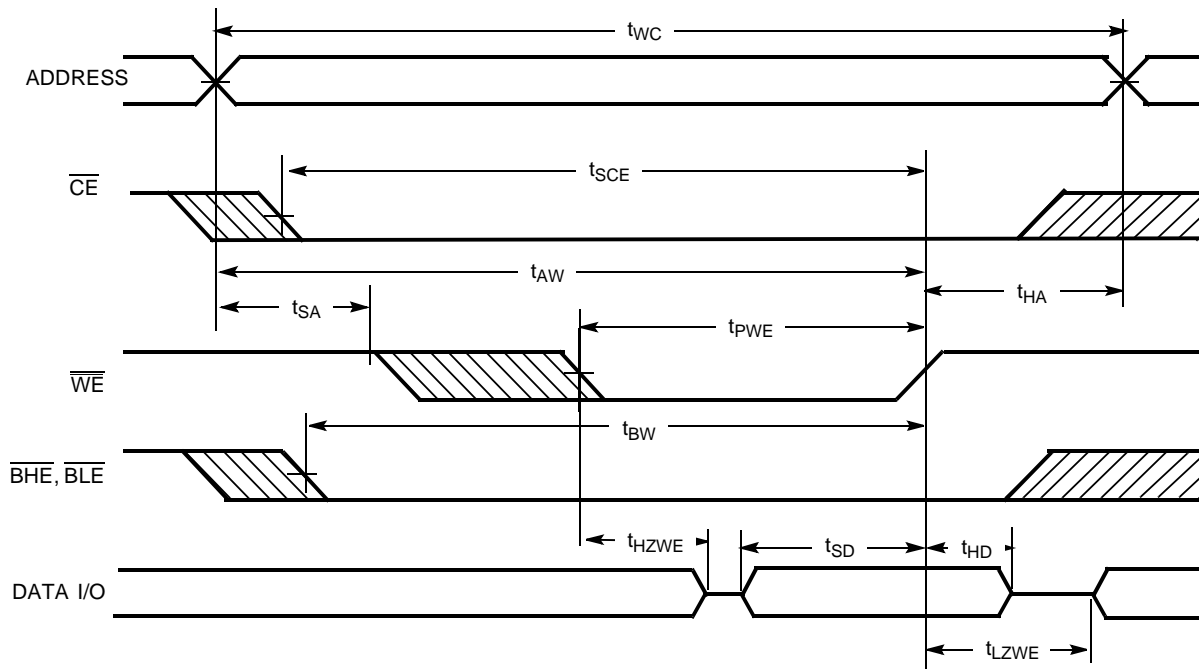 tWC
ADDRESS
tSCE
CE
tAW
tSA
tHA
tPWE
WE
tBW
BHE, BLE
tHZWE
tSD
tHD
DATA I/O
tLZWE